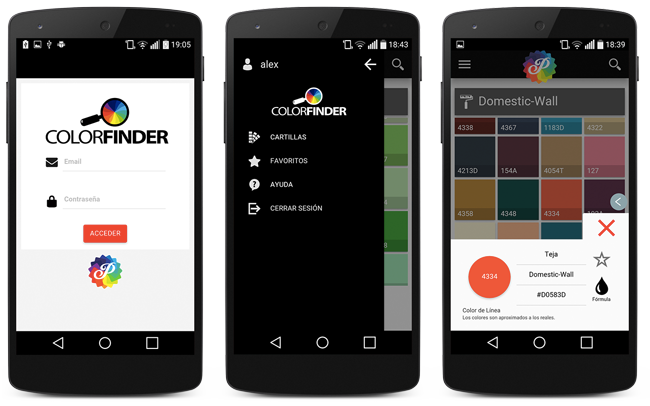 19:05
COLORFINDER
Email
Contraseña
ACCEDER
P
18:43
alex
COLORFINDER
CARTILLAS
FAVORITOS
AYUDA
CERRAR SESIÓN
18:39
P
Domestic-Wall
4338 4367 1183D 4322
4213D 154A 4054T 127
4358 4348 4334
Teja
4334
Domestic-Wall
#D0583D
Fórmula
Color de Línea
Los colores son aproximados a los reales.